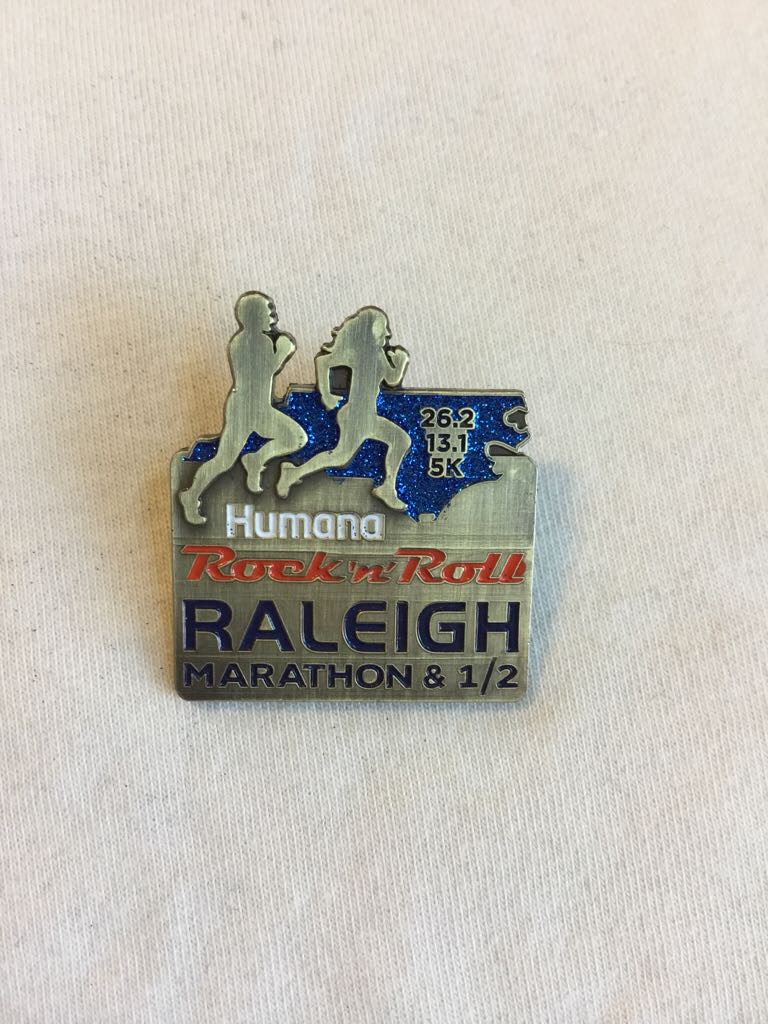 26.2
13.1
5K
Humana
Rock 'n' Roll
RALEIGH
MARATHON & 1/2